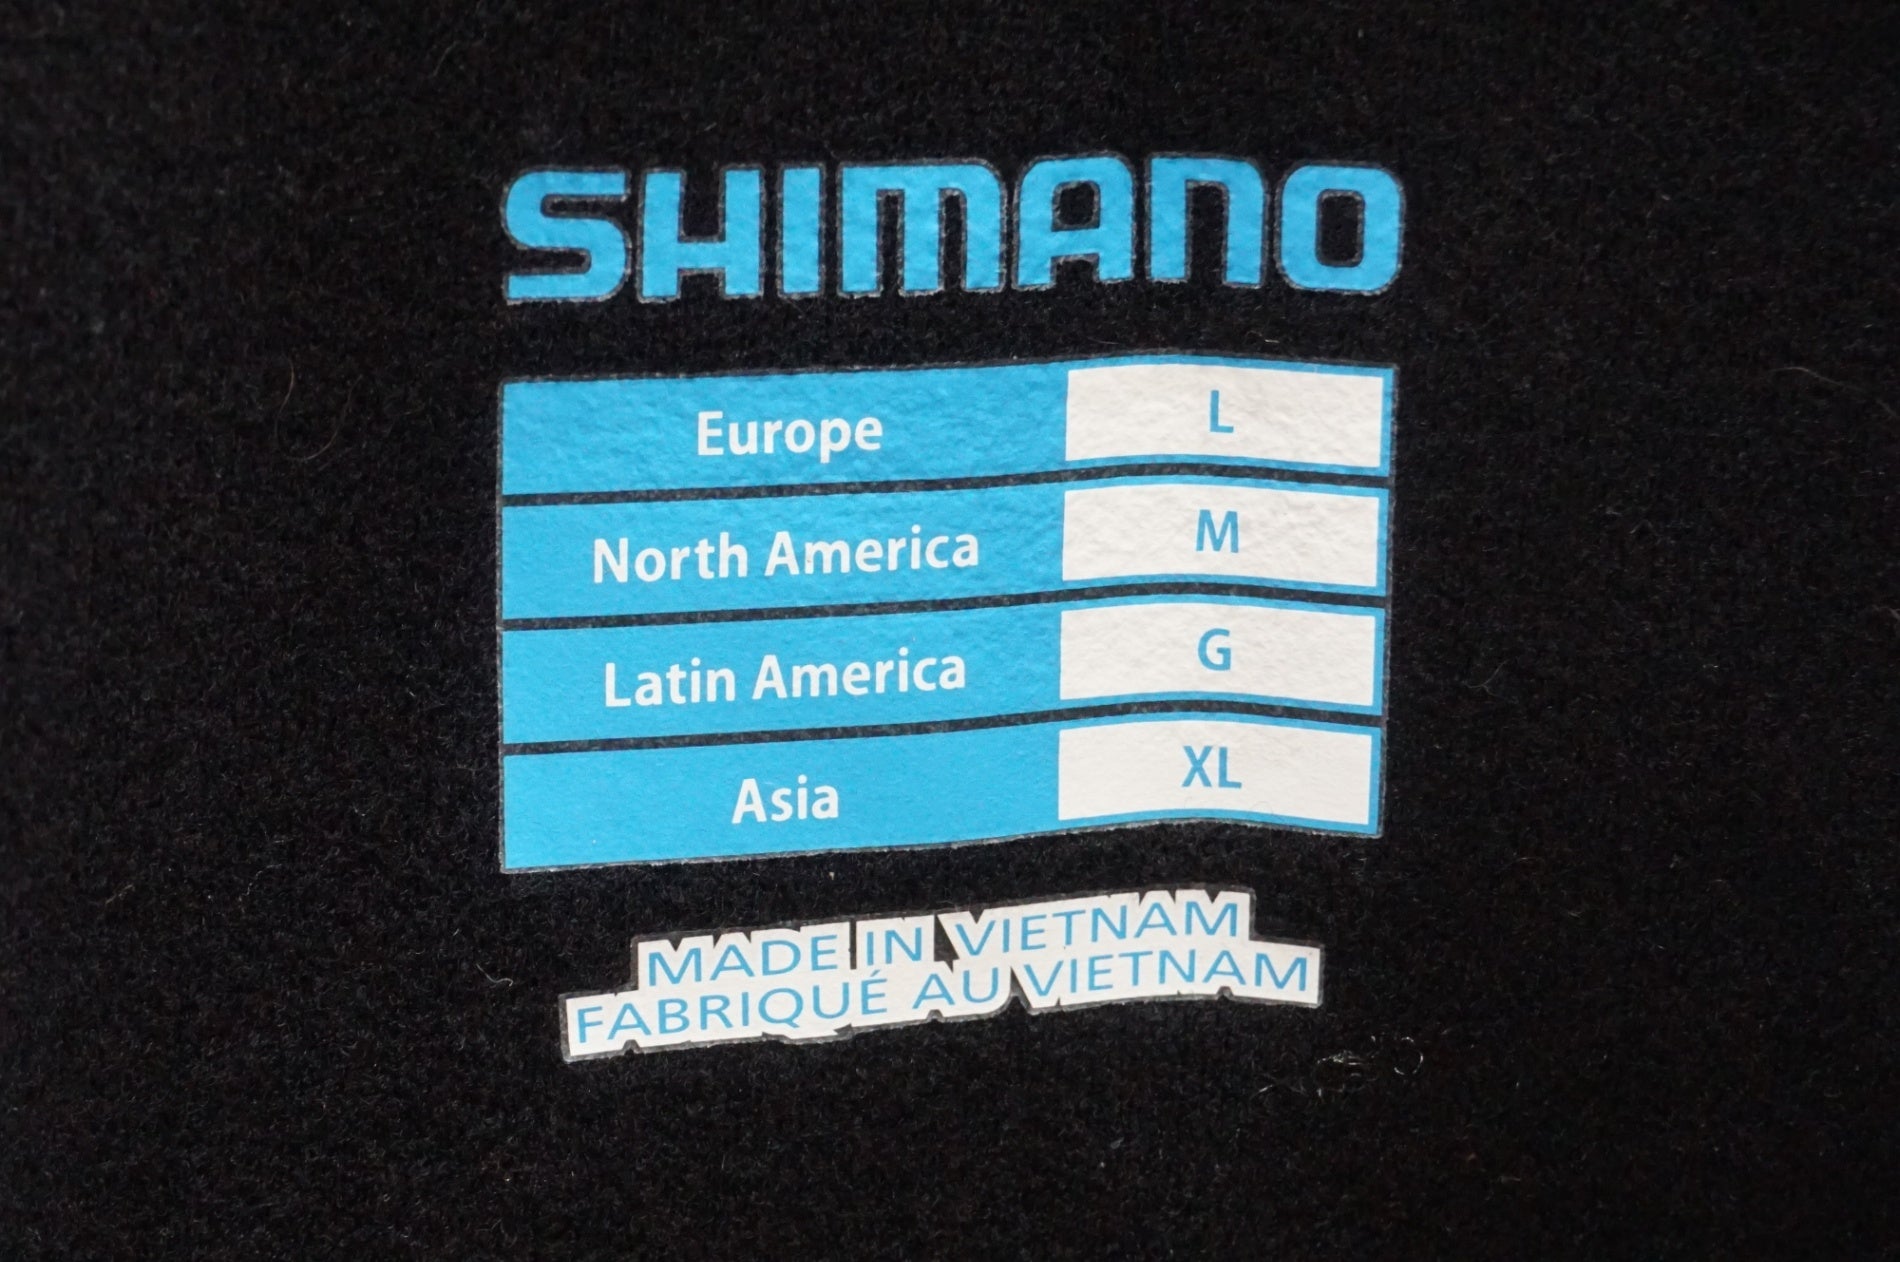 SHIMANO
Europe L
North America M
Latin America G
Asia XL
MADE IN VIETNAM
FABRIQUÉ AU VIETNAM